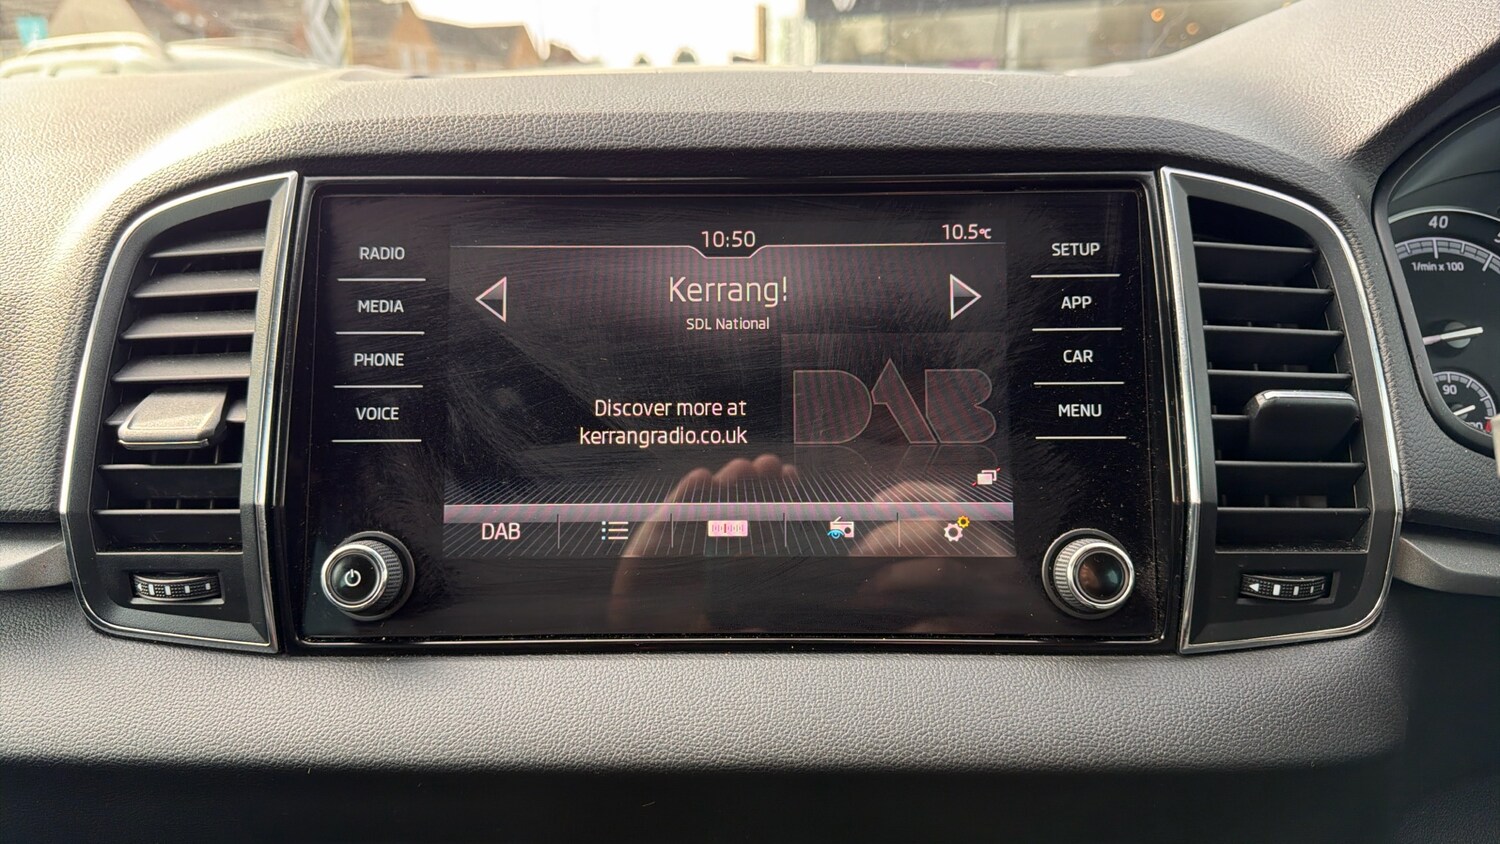 10:50
10.5°C
RADIO
MEDIA
PHONE
VOICE
Kerrang!
SDL National
Discover more at
kerrangradio.co.uk
DAB
DAB
SETUP
APP
CAR
MENU
40
1/min x 100
90